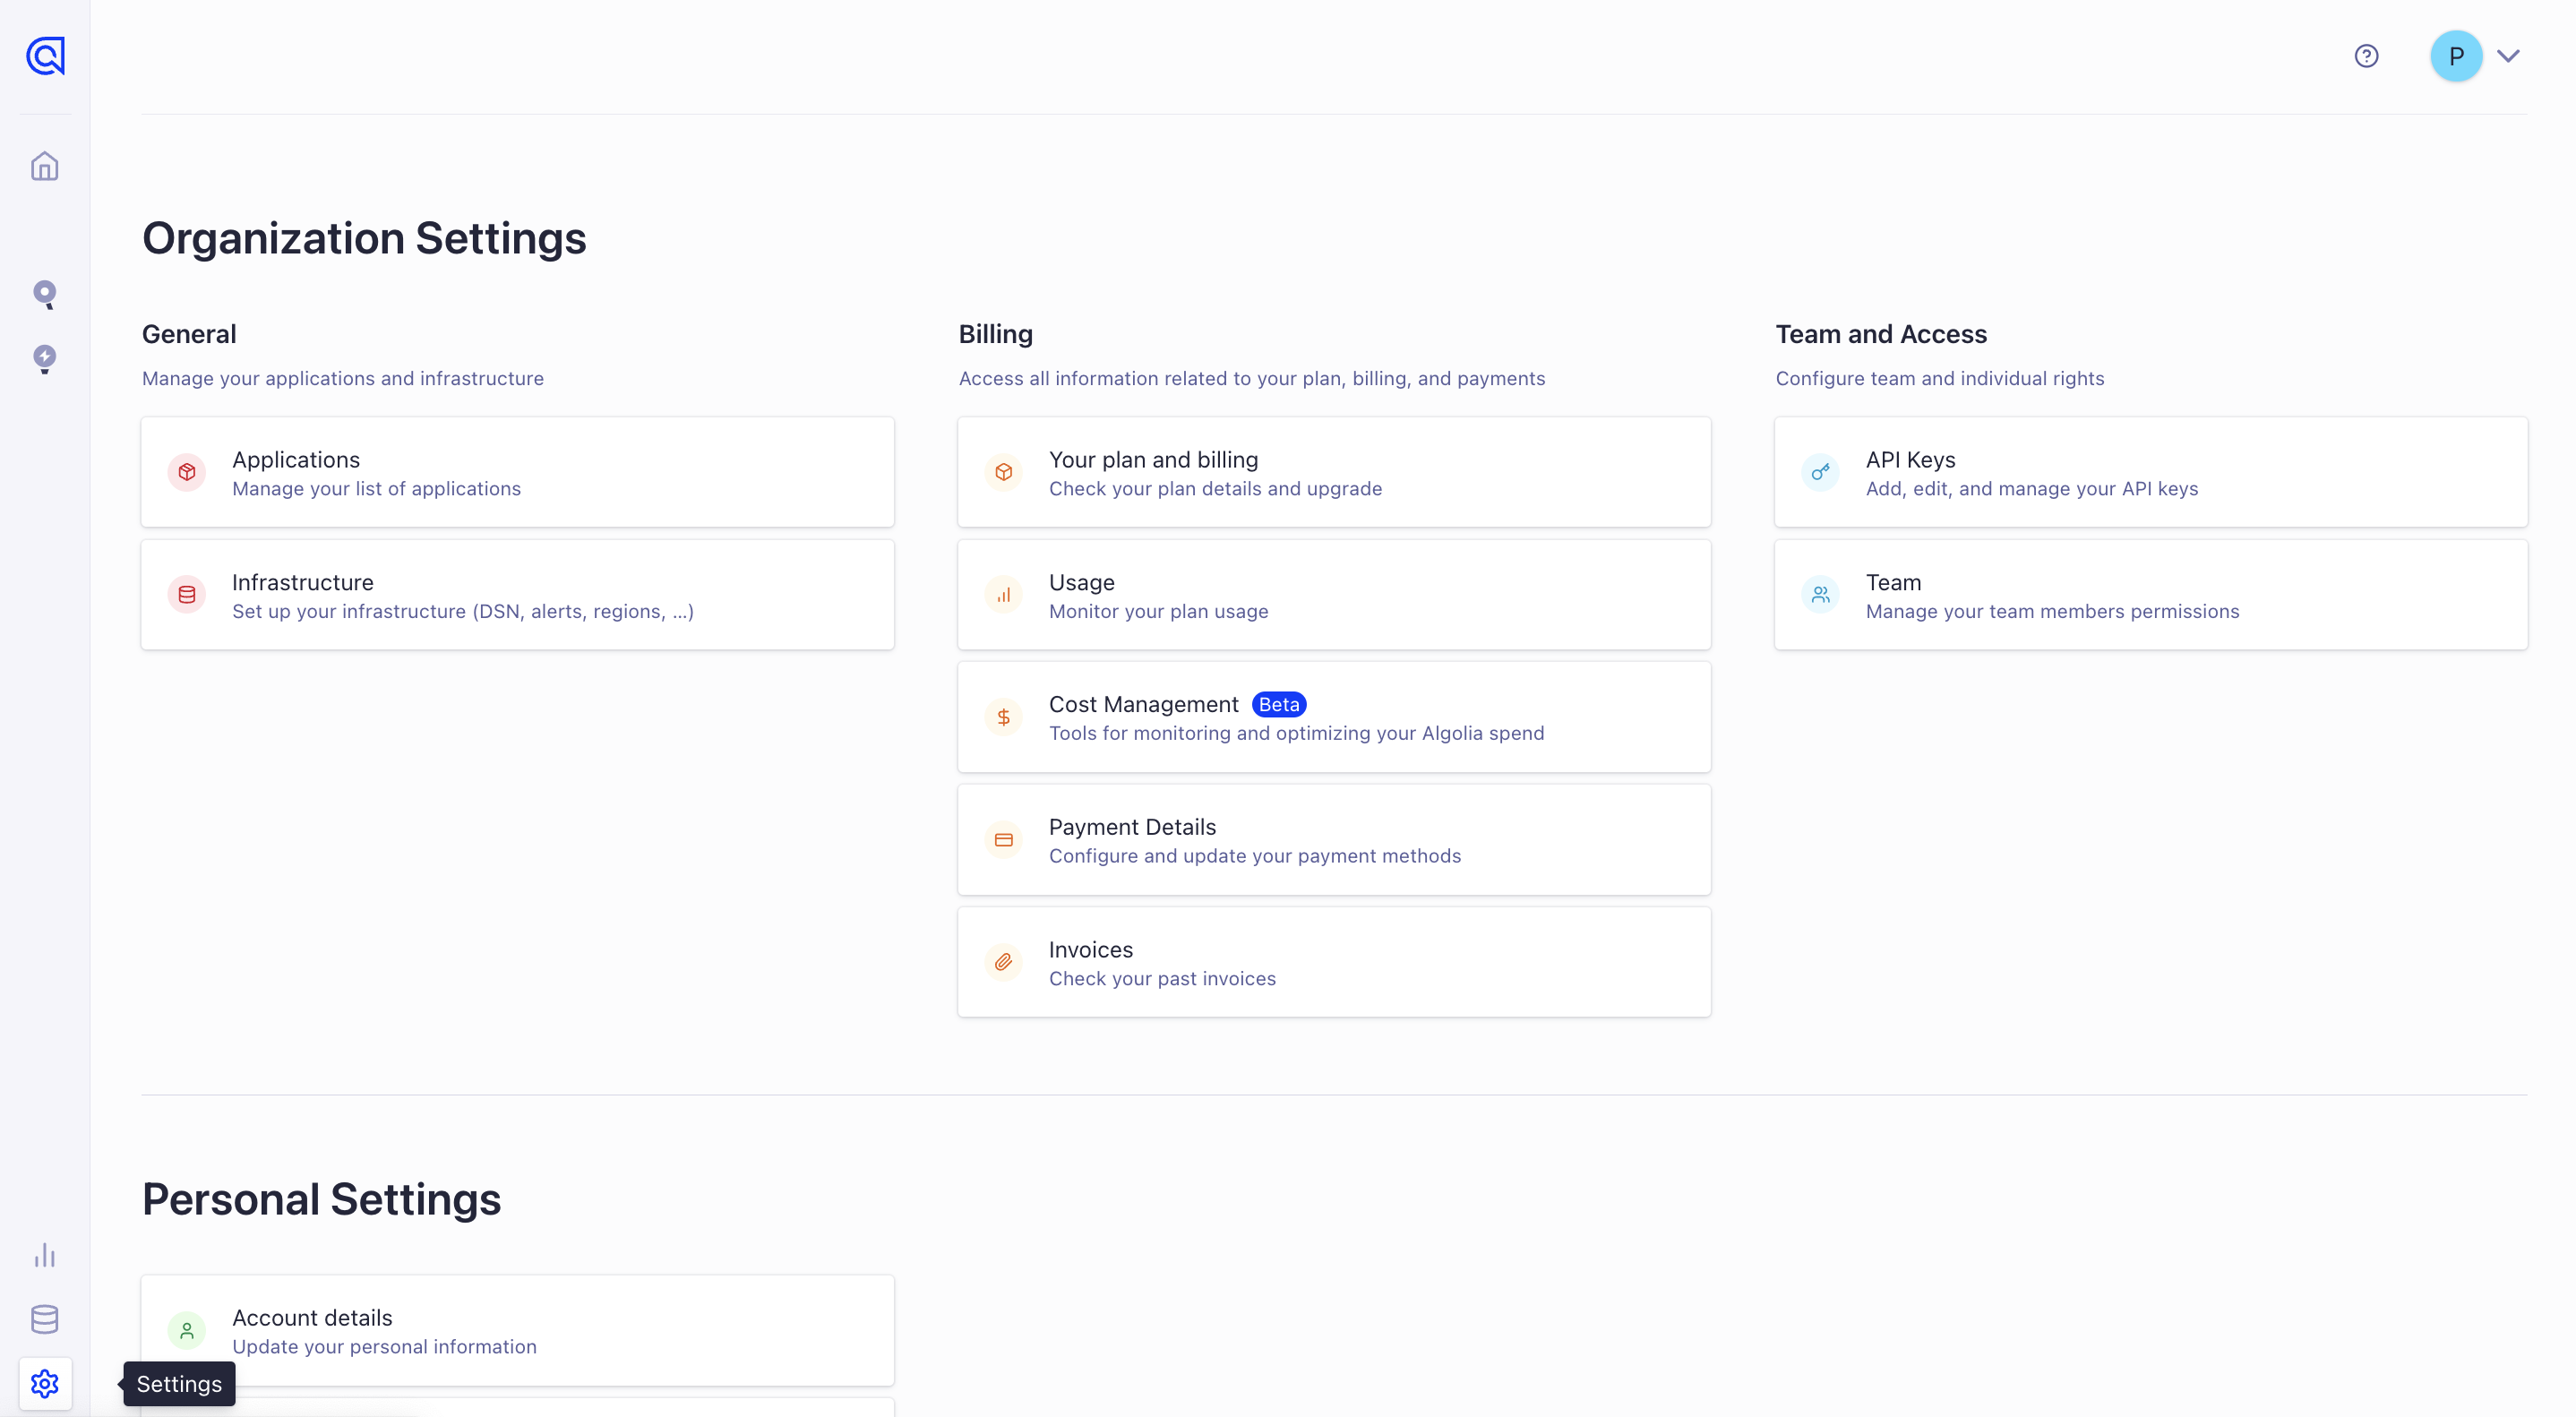 P
Organization Settings
General
Manage your applications and infrastructure
Applications
Manage your list of applications
Infrastructure
Set up your infrastructure (DSN, alerts, regions, ...)
Billing
Access all information related to your plan, billing, and payments
Your plan and billing
Check your plan details and upgrade
Usage
Monitor your plan usage
Cost Management Beta
Tools for monitoring and optimizing your Algolia spend
Payment Details
Configure and update your payment methods
Invoices
Check your past invoices
Team and Access
Configure team and individual rights
API Keys
Add, edit, and manage your API keys
Team
Manage your team members permissions
Personal Settings
Account details
Update your personal information
Settings